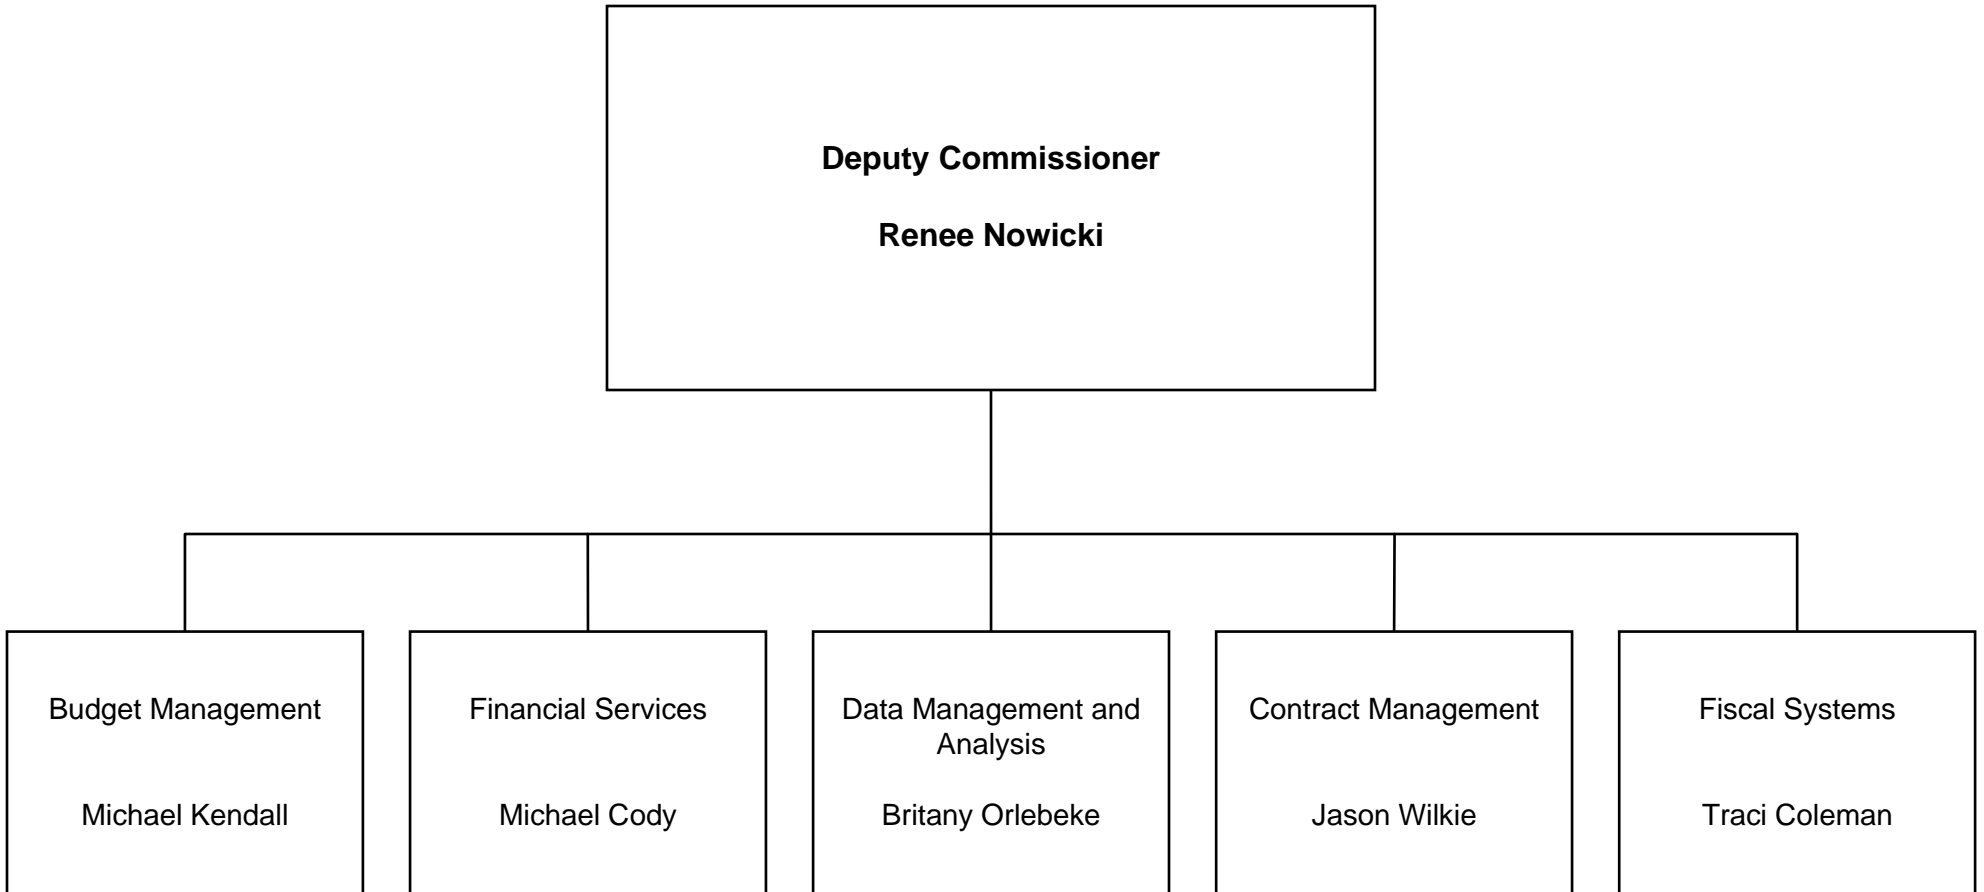 Deputy Commissioner
Renee Nowicki
Budget Management
Michael Kendall
Financial Services
Michael Cody
Data Management and
Analysis
Britany Orlebeke
Contract Management
Jason Wilkie
Fiscal Systems
Traci Coleman